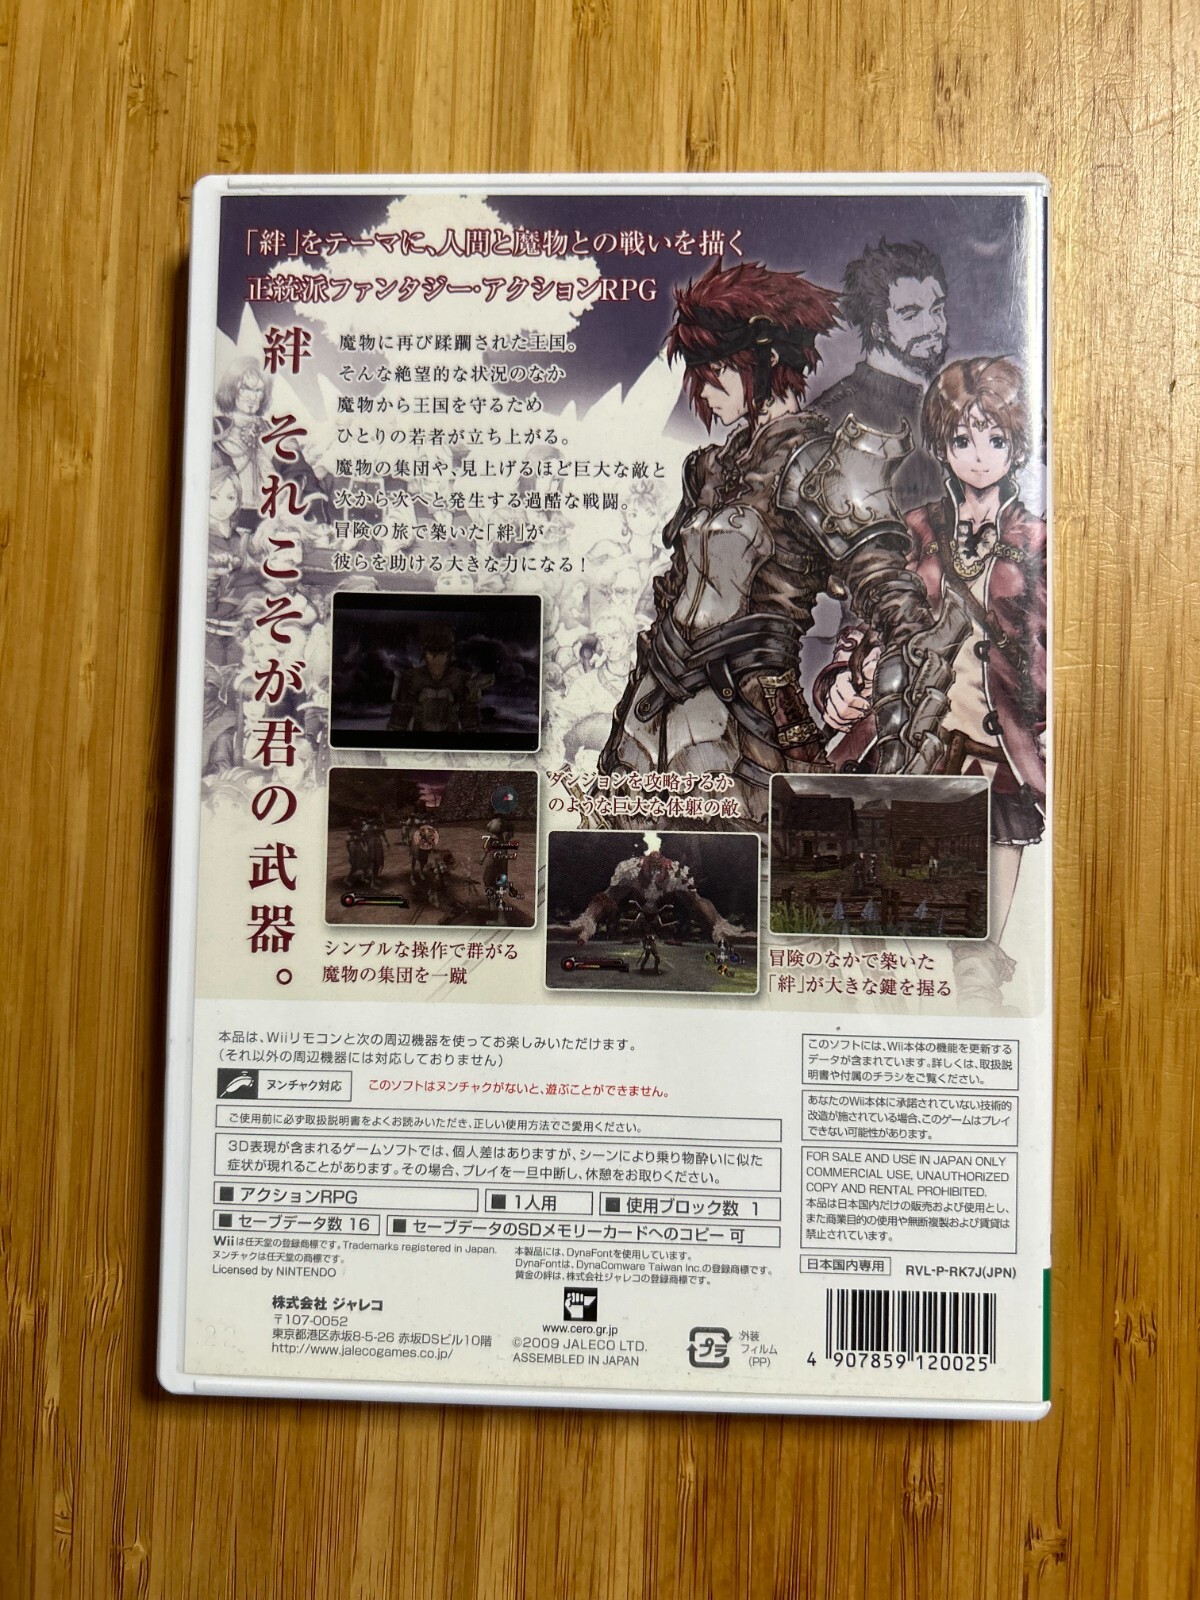 「絆」をテーマに、人間と魔物との戦いを描く
正統派ファンタジー・アクションRPG
絆 それこそが君の武器。
魔物に再び蹂躙された王国。
そんな絶望的な状況のなか
魔物から王国を守るため
ひとりの若者が立ち上がる。
魔物の集団や、見上げるほど巨大な敵と
次から次へと発生する過酷な戦闘。
冒険の旅で築いた「絆」が
彼らを助ける大きな力になる！
シンプルな操作で群がる
魔物の集団を一蹴
ダンジョンを攻略するか
のような巨大な体躯の敵
冒険のなかで築いた
「絆」が大きな鍵を握る
本品は、Wiiリモコンと次の周辺機器を使ってお楽しみいただけます。
(それ以外の周辺機器には対応しておりません)
ヌンチャク対応
このソフトはヌンチャクがないと、遊ぶことができません。
ご使用前に必ず取扱説明書をよくお読みいただき、正しい使用方法でご愛用ください。
3D表現が含まれるゲームソフトでは、個人差はありますが、シーンにより乗り物酔いに似た
症状が現れることがあります。その場合、プレイを一旦中断し、休憩をお取りください。
■ アクションRPG
■ 1人用
■ 使用ブロック数 1
■ セーブデータ数 16
■ セーブデータのSDメモリーカードへのコピー 可
Wiiは任天堂の登録商標です。Trademarks registered in Japan.
ヌンチャクは任天堂の商標です。
Licensed by NINTENDO
本製品には、DynaFontを使用しています。
DynaFontは、DynaComware Taiwan Inc.の登録商標です。
黄金の絆は、株式会社ジャレコの登録商標です。
このソフトには、Wii本体の機能を更新する
データが含まれています。詳しくは、取扱説
明書や付属のチラシをご覧ください。
あなたのWii本体に承諾されていない技術的
改造が施されている場合、このゲームはプレイ
できない可能性があります。
FOR SALE AND USE IN JAPAN ONLY
COMMERCIAL USE, UNAUTHORIZED
COPY AND RENTAL PROHIBITED.
本品は日本国内だけの販売および使用とし、
また商業目的の使用や無断複製および賃貸は
禁止されています。
日本国内専用
RVL-P-RK7J(JPN)
株式会社 ジャレコ
〒107-0052
東京都港区赤坂8-5-26 赤坂DSビル10階
http://www.jalecogames.co.jp/
www.cero.gr.jp
©2009 JALECO LTD.
ASSEMBLED IN JAPAN
プラ
外装
フィルム
(PP)
4 907859 120025